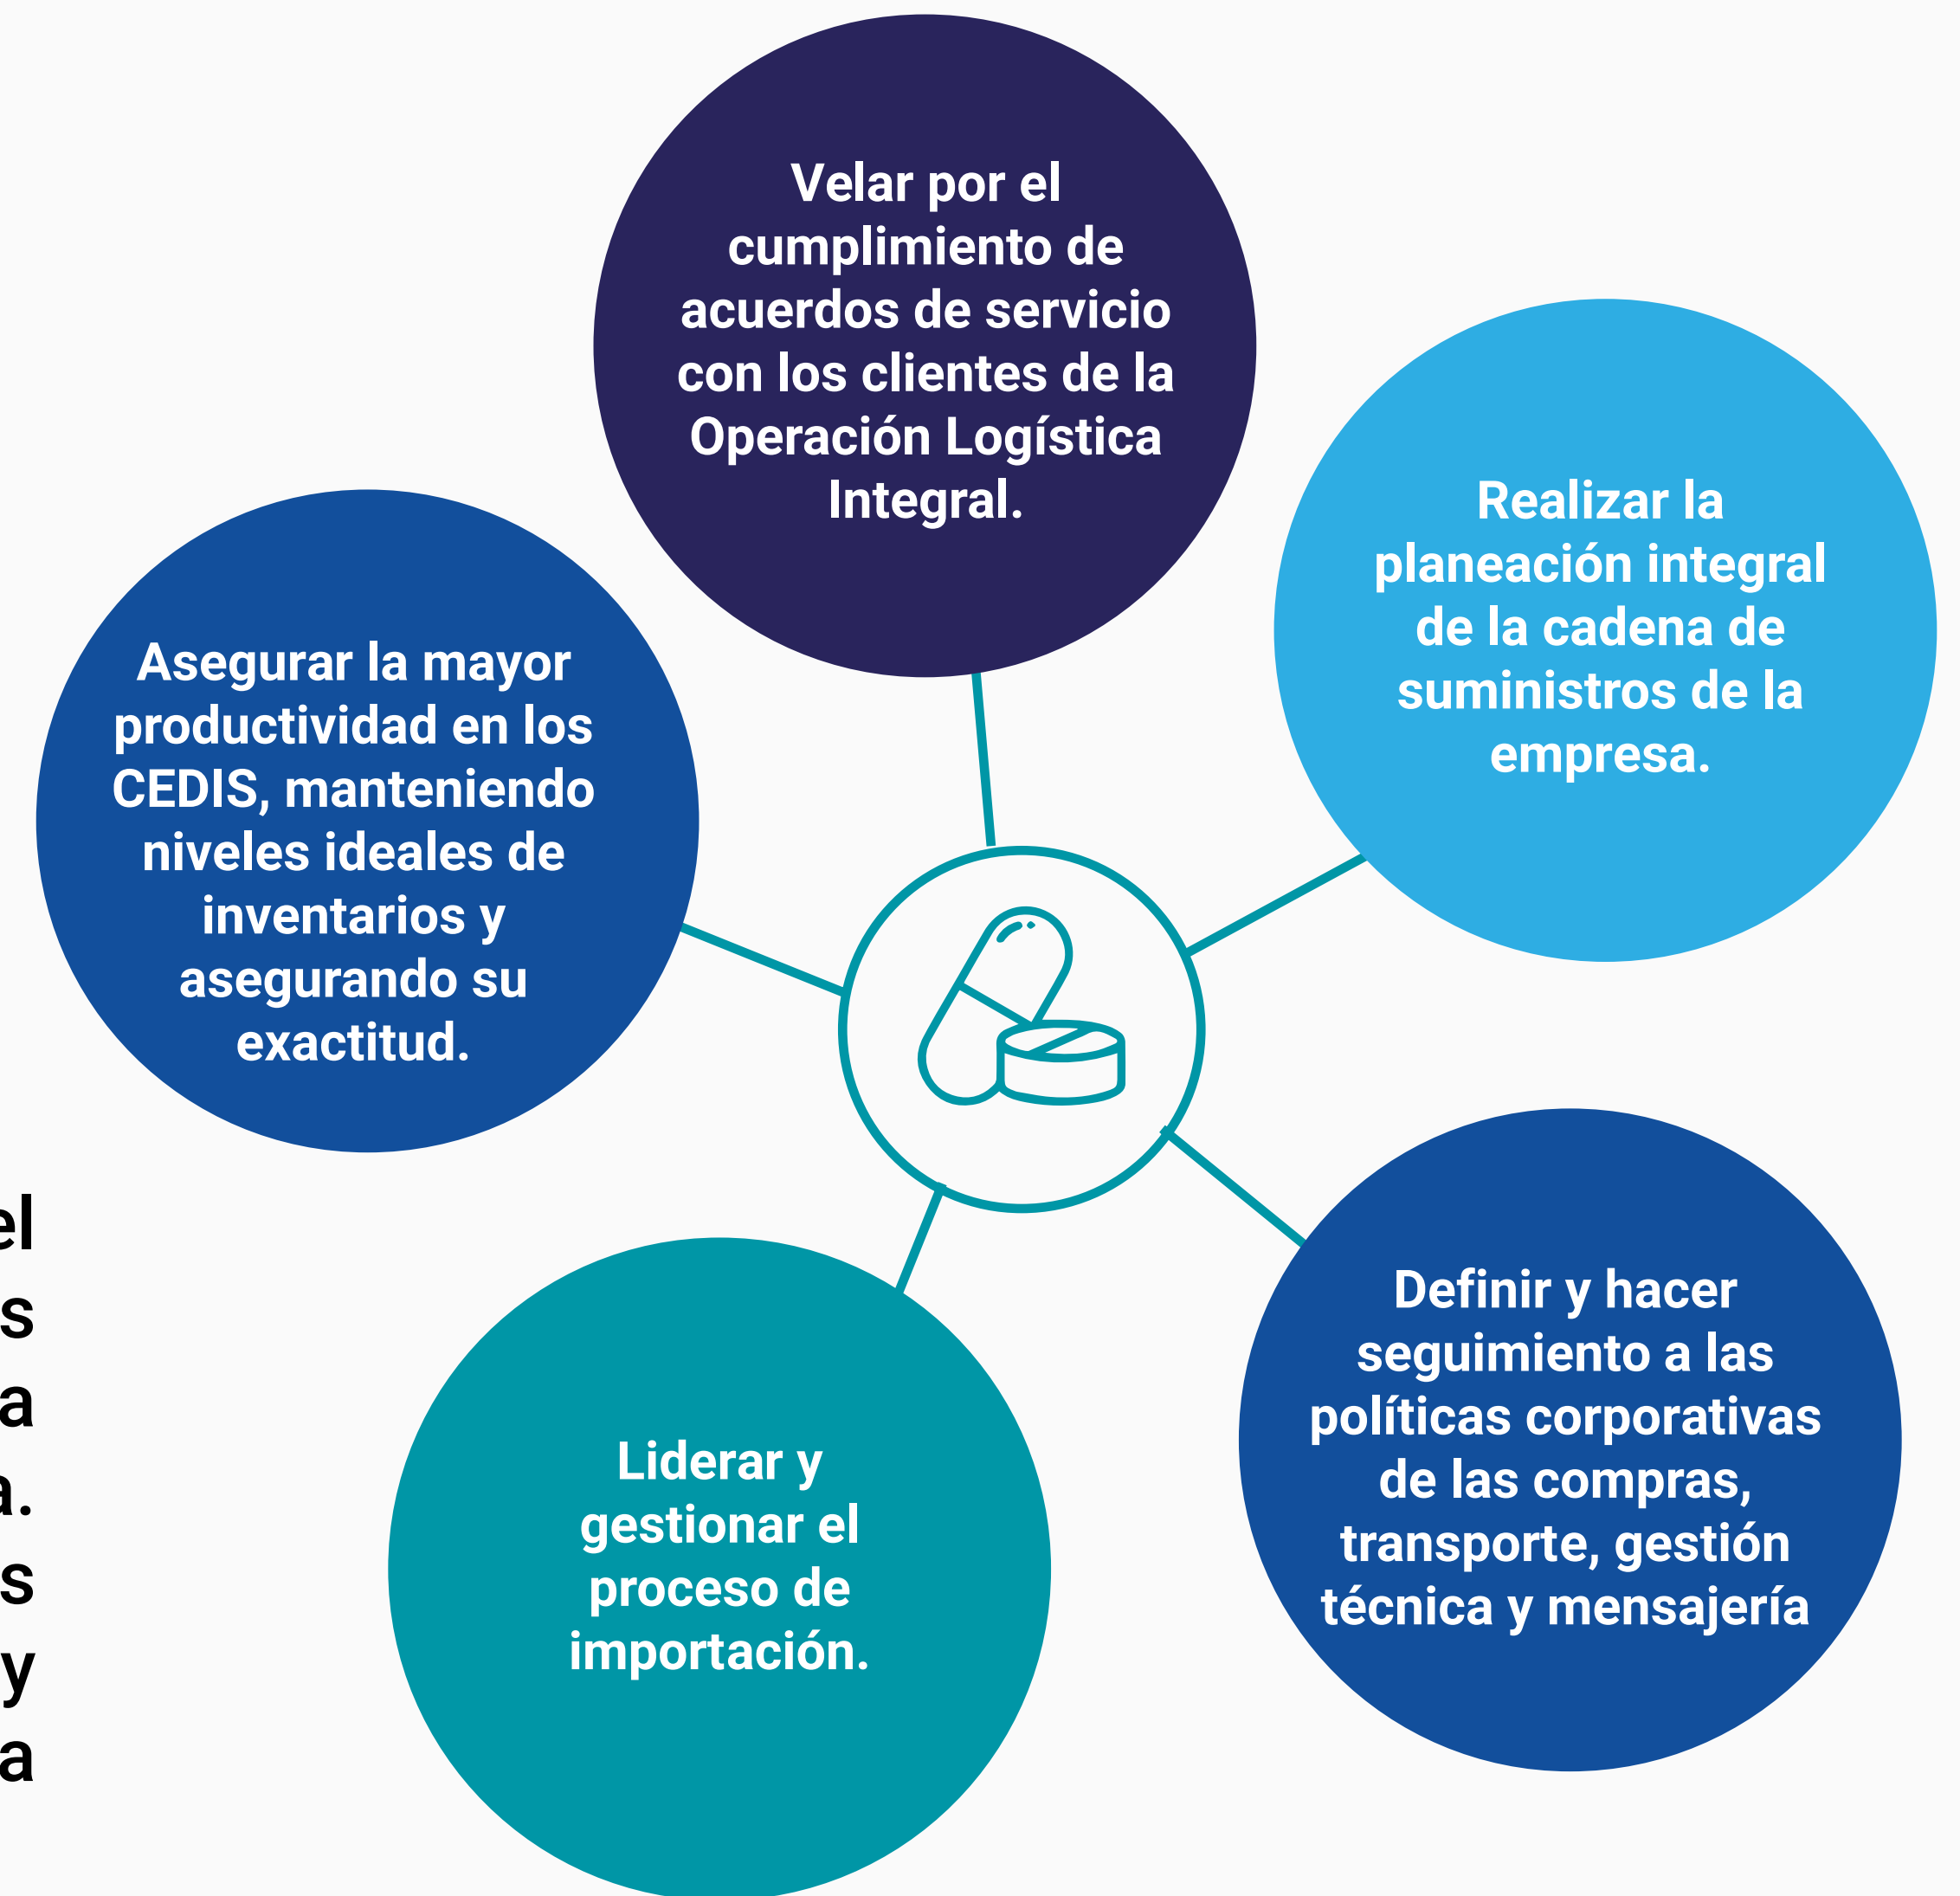 Velar por el
cumplimiento de
acuerdos de servicio
con los clientes de la
Operación Logística
Integral.
Realizar la
planeación integral
de la cadena de
suministros de la
empresa.
Asegurar la mayor
productividad en los
CEDIS, manteniendo
niveles ideales de
inventarios y
asegurando su
exactitud.
Definir y hacer
seguimiento a las
políticas corporativas
de las compras,
transporte, gestión
técnica y mensajería
Liderar y
gestionar el
proceso de
importación.